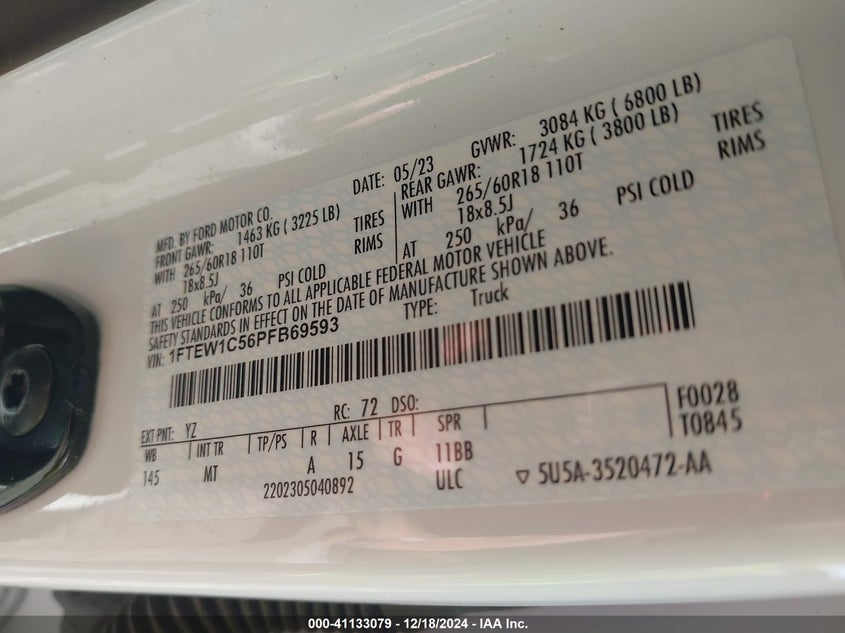 MFD. BY FORD MOTOR CO.
DATE: 05/23 GVWR: 3084 KG ( 6800 LB)
FRONT GAWR: 1463 KG ( 3225 LB) REAR GAWR: 1724 KG ( 3800 LB)
WITH 265/60R18 110T TIRES WITH 265/60R18 110T TIRES
18x8.5J RIMS 18x8.5J RIMS
AT 250 kPa/ 36 PSI COLD AT 250 kPa/ 36 PSI COLD
THIS VEHICLE CONFORMS TO ALL APPLICABLE FEDERAL MOTOR VEHICLE
SAFETY STANDARDS IN EFFECT ON THE DATE OF MANUFACTURE SHOWN ABOVE.
VIN: 1FTEW1C56PFB69593 TYPE: Truck
EXT PNT: YZ RC: 72 DSO: F0028
WB INT TR TP/PS R AXLE TR SPR T0845
145 MT A 15 G 11BB
2202305040892 ULC 5U5A-3520472-AA
000-41133079 - 12/18/2024 - IAA Inc.